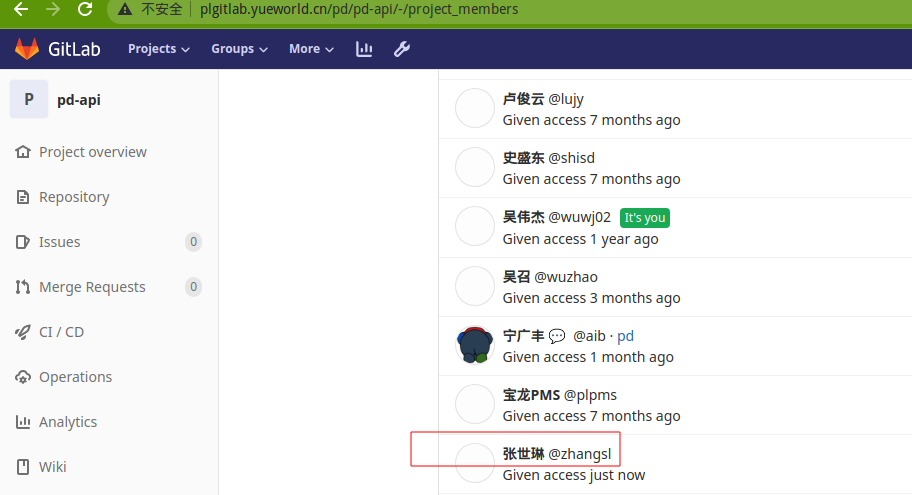 不安全 plgitlab.yueworld.cn/pd/pd-api/-/project_members
GitLab Projects Groups More
P pd-api
Project overview
Repository
Issues 0
Merge Requests 0
CI / CD
Operations
Analytics
Wiki
卢俊云 @lujy
Given access 7 months ago
史盛东 @shisd
Given access 7 months ago
吴伟杰 @wuwj02 It's you
Given access 1 year ago
吴召 @wuzhao
Given access 3 months ago
宁广丰 💬 @aib · pd
Given access 1 month ago
宝龙PMS @plpms
Given access 7 months ago
张世琳 @zhangsl
Given access just now